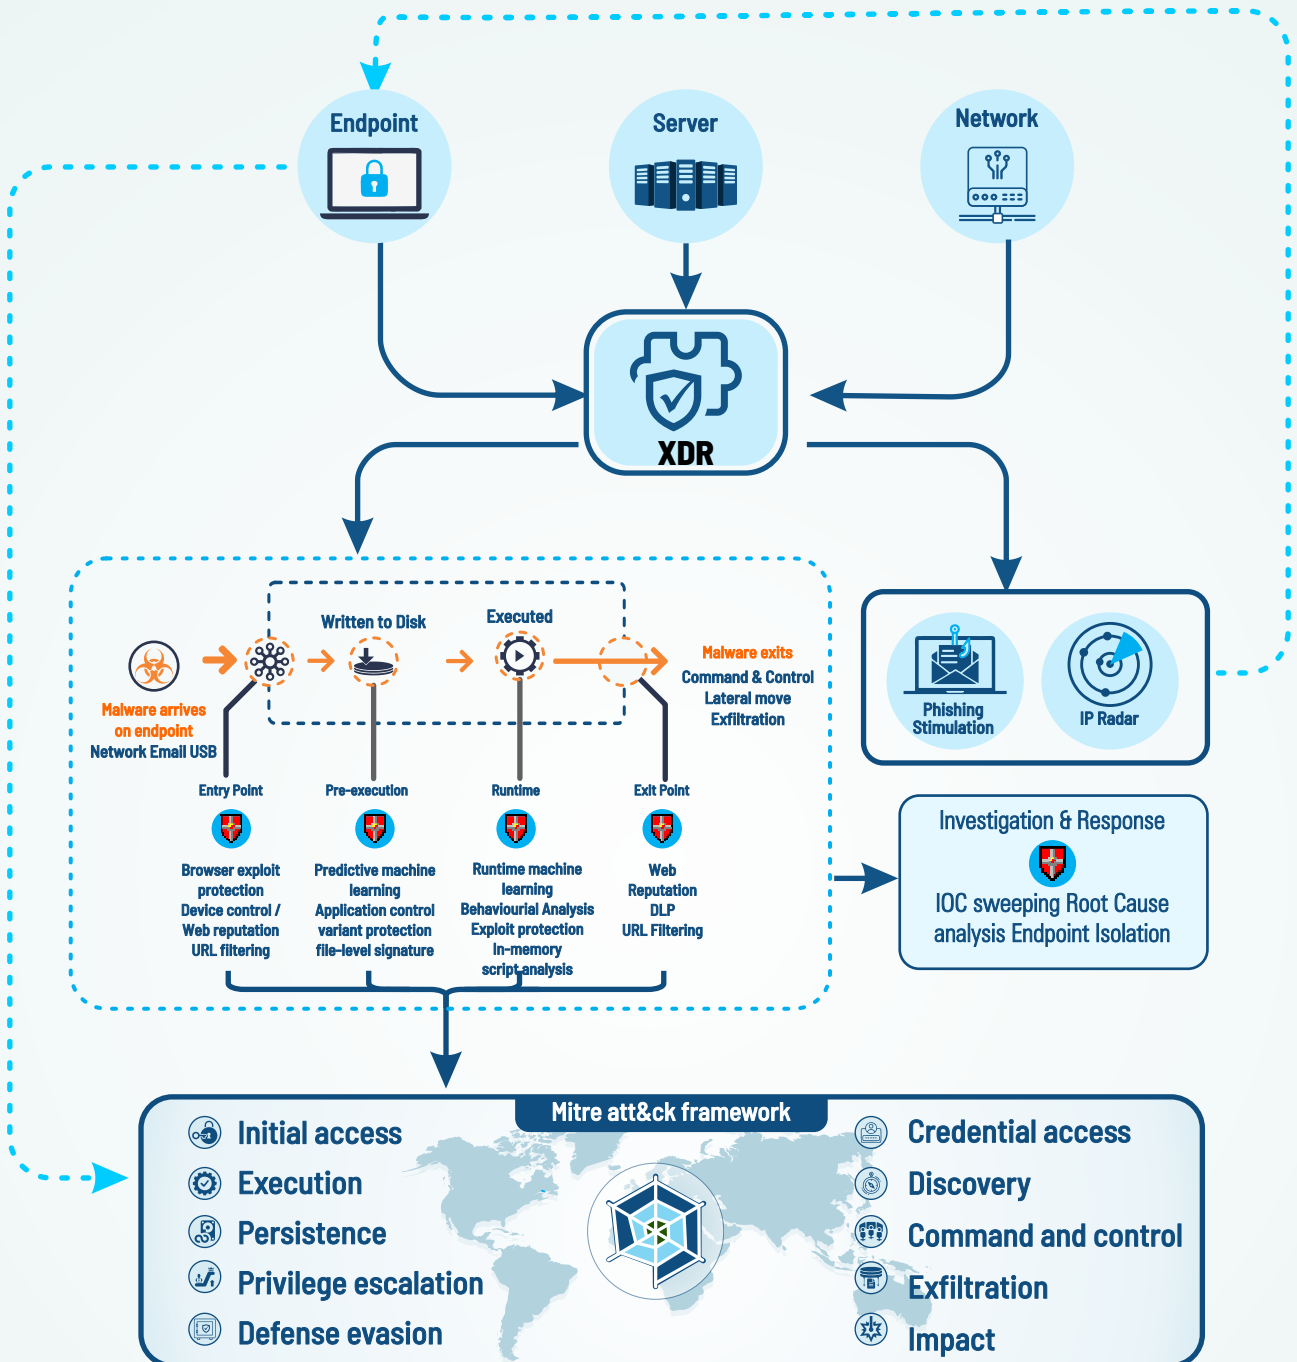 Endpoint
Server
Network
XDR
Written to Disk
Executed
Malware arrives
on endpoint
Network Email USB
Malware exits
Command & Control
Lateral move
Exfiltration
Phishing
Stimulation
IP Radar
Entry Point
Browser exploit
protection
Device control /
Web reputation
URL filtering
Pre-execution
Predictive machine
learning
Application control
variant protection
file-level signature
Runtime
Runtime machine
learning
Behaviourial Analysis
Exploit protection
In-memory
script analysis
Exit Point
Web
Reputation
DLP
URL Filtering
Investigation & Response
IOC sweeping Root Cause
analysis Endpoint Isolation
Mitre att&ck framework
Initial access
Execution
Persistence
Privilege escalation
Defense evasion
Credential access
Discovery
Command and control
Exfiltration
Impact